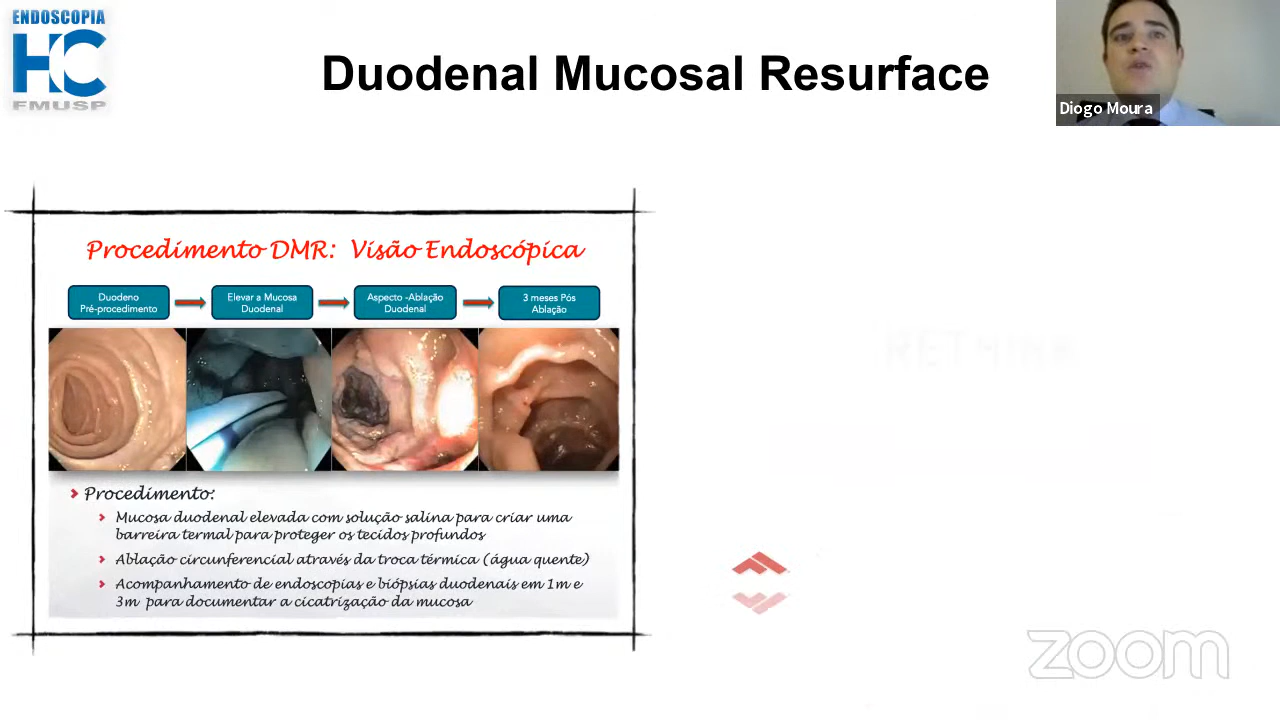 ENDOSCOPIA
HC
FMUSP
Duodenal Mucosal Resurface
Diogo Moura
Procedimento DMR: Visão Endoscópica
Duodeno
Pré-procedimento
Elevar a Mucosa
Duodenal
Aspecto -Ablação
Duodenal
3 meses Pós
Ablação
Procedimento:
Mucosa duodenal elevada com solução salina para criar uma
barreira termal para proteger os tecidos profundos
Ablação circunferencial através da troca térmica (água quente)
Acompanhamento de endoscopias e biópsias duodenais em 1m e
3m para documentar a cicatrização da mucosa
RETHINK
zoom